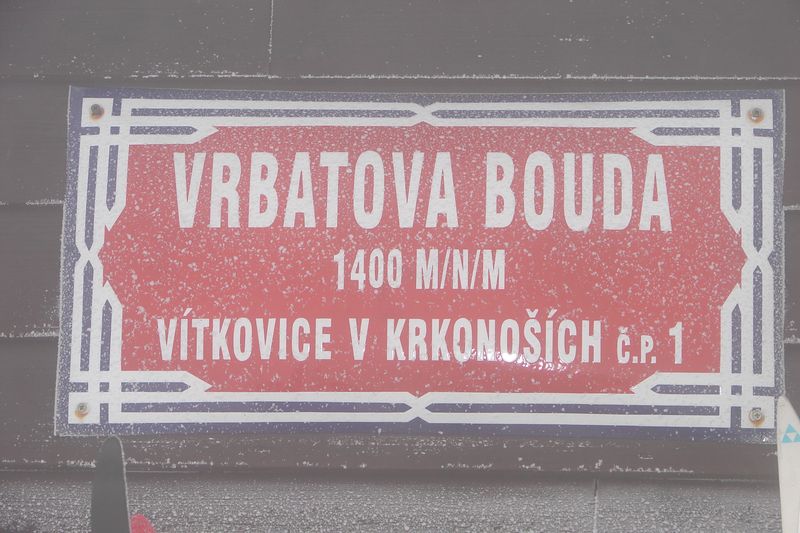 VRBATOVA BOUDA
1400 M/N/M
VÍTKOVICE V KRKONOŠÍCH Č.P. 1